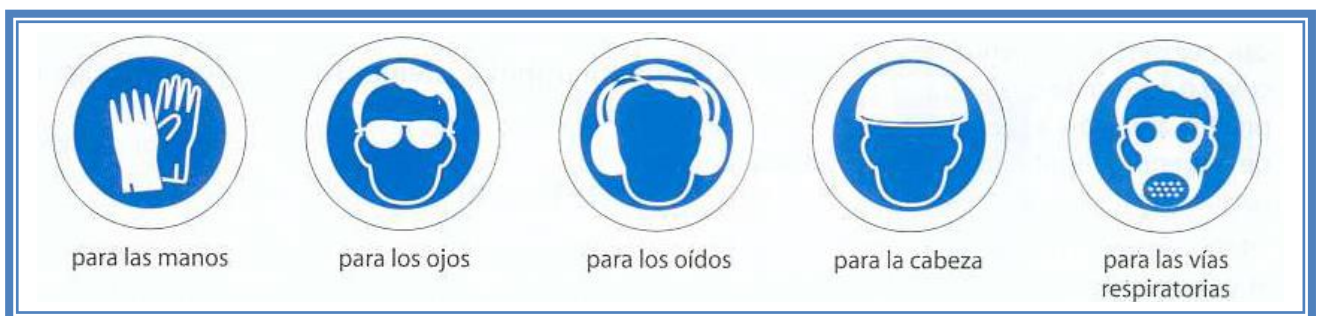 para las manos
para los ojos
para los oídos
para la cabeza
para las vías
respiratorias